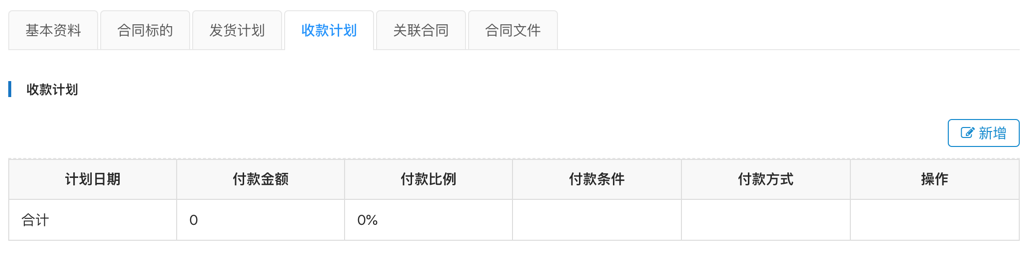 基本资料 合同标的 发货计划 收款计划 关联合同 合同文件
收款计划
新增
计划日期 付款金额 付款比例 付款条件 付款方式 操作
合计 0 0%